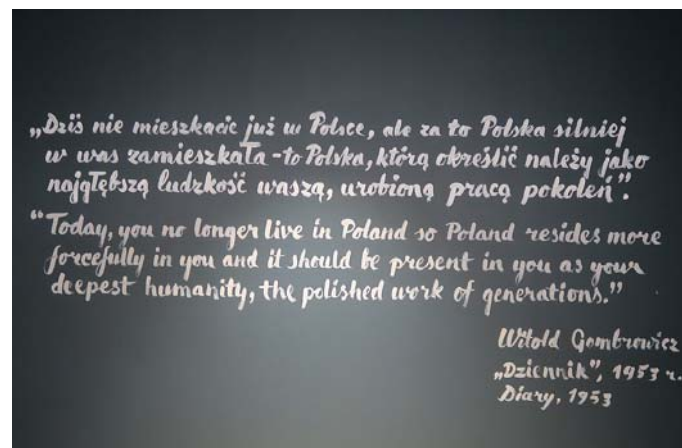 „Dziś nie mieszkacie już w Polsce, ale za to Polska silniej
w was zamieszkała - to Polska, którą określić należy jako
najgłębszą ludzkość waszą, urobioną pracą pokoleń”.
“Today, you no longer live in Poland so Poland resides more
forcefully in you and it should be present in you as your
deepest humanity, the polished work of generations.”
Witold Gombrowicz
„Dziennik”, 1953 r.
Diary, 1953